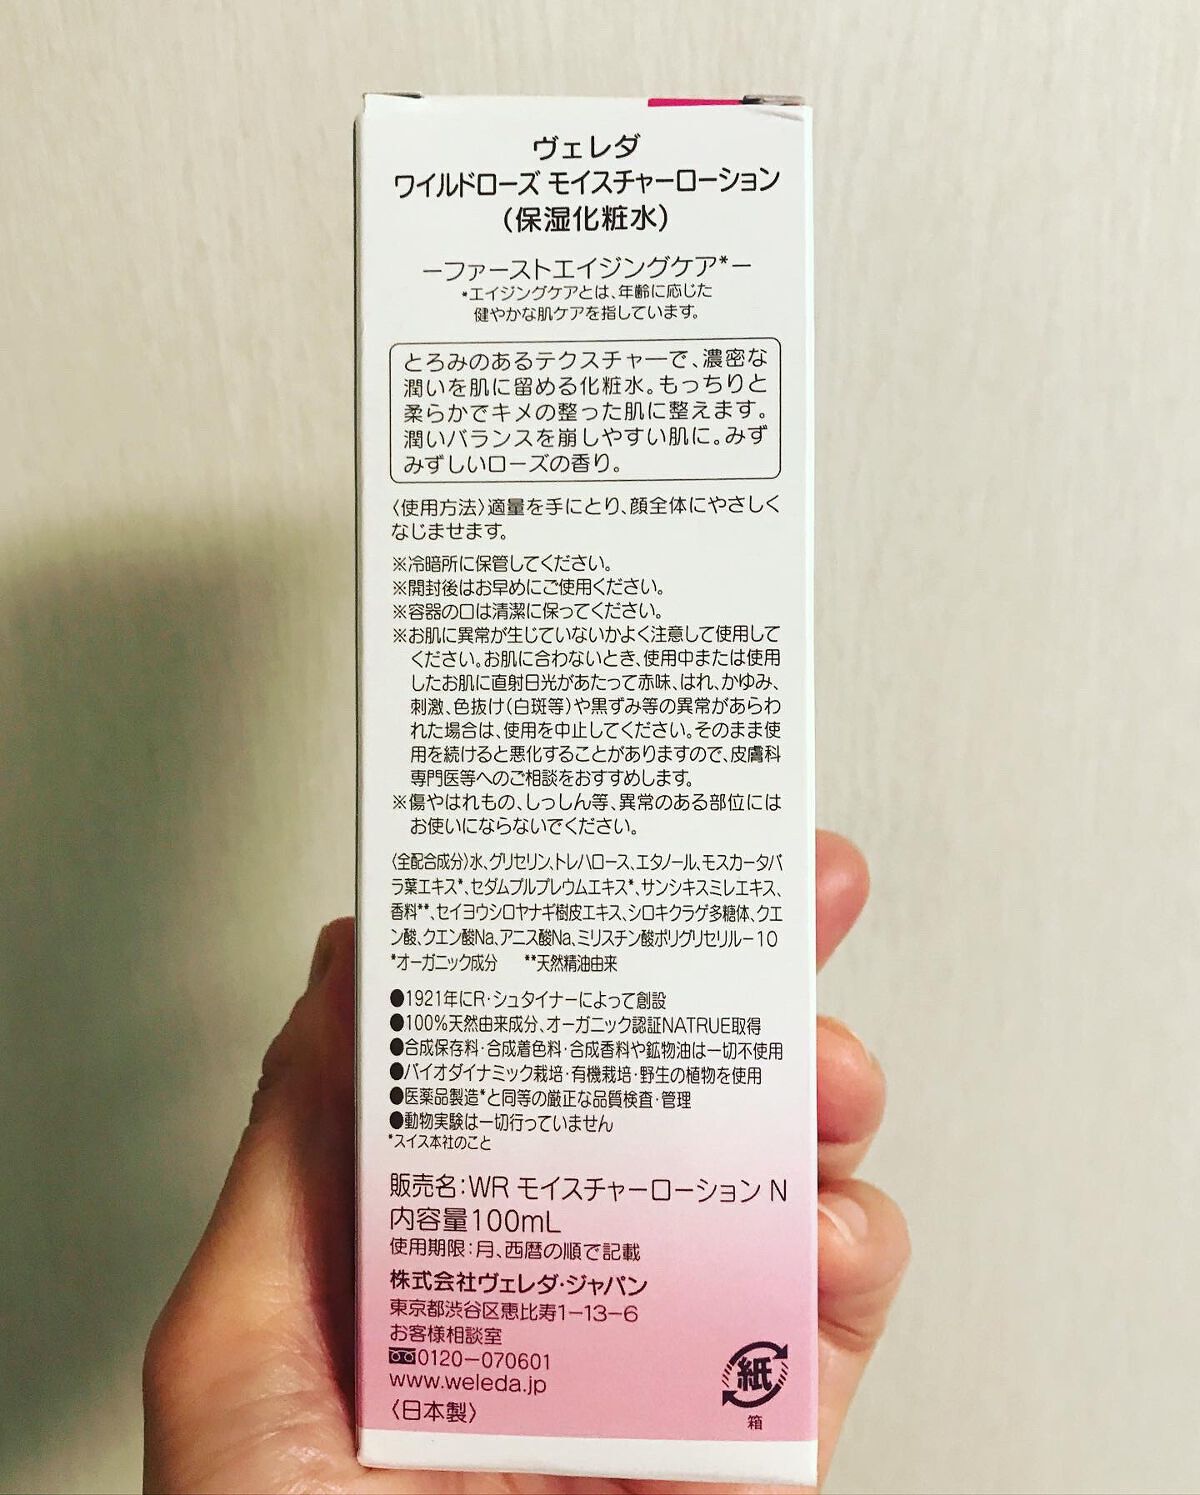 ヴェレダ
ワイルドローズ モイスチャーローション
(保湿化粧水)
－ファーストエイジングケア*－
*エイジングケアとは、年齢に応じた
健やかな肌ケアを指しています。
とろみのあるテクスチャーで、濃密な
潤いを肌に留める化粧水。もっちりと
柔らかでキメの整った肌に整えます。
潤いバランスを崩しやすい肌に。みず
みずしいローズの香り。
〈使用方法〉適量を手にとり、顔全体にやさしく
なじませます。
※冷暗所に保管してください。
※開封後はお早めにご使用ください。
※容器の口は清潔に保ってください。
※お肌に異常が生じていないかよく注意して使用して
ください。お肌に合わないとき、使用中または使用
したお肌に直射日光があたって赤味、はれ、かゆみ、
刺激、色抜け(白斑等)や黒ずみ等の異常があらわ
れた場合は、使用を中止してください。そのまま使
用を続けると悪化することがありますので、皮膚科
専門医等へのご相談をおすすめします。
※傷やはれもの、しっしん等、異常のある部位には
お使いにならないでください。
〈全配合成分〉水、グリセリン、トレハロース、エタノール、モスカータバ
ラ葉エキス*、セダムプルプレウムエキス*、サンシキスミレエキス、
香料**、セイヨウシロヤナギ樹皮エキス、シロキクラゲ多糖体、クエ
ン酸、クエン酸Na、アニス酸Na、ミリスチン酸ポリグリセリル－10
*オーガニック成分 **天然精油由来
●1921年にR・シュタイナーによって創設
●100%天然由来成分、オーガニック認証NATRUE取得
●合成保存料・合成着色料・合成香料や鉱物油は一切不使用
●バイオダイナミック栽培・有機栽培・野生の植物を使用
●医薬品製造*と同等の厳正な品質検査・管理
●動物実験は一切行っていません
*スイス本社のこと
販売名：WR モイスチャーローション N
内容量100mL
使用期限：月、西暦の順で記載
株式会社ヴェレダ・ジャパン
東京都渋谷区恵比寿1－13－6
お客様相談室
0120－070601
www.weleda.jp
〈日本製〉
紙
箱